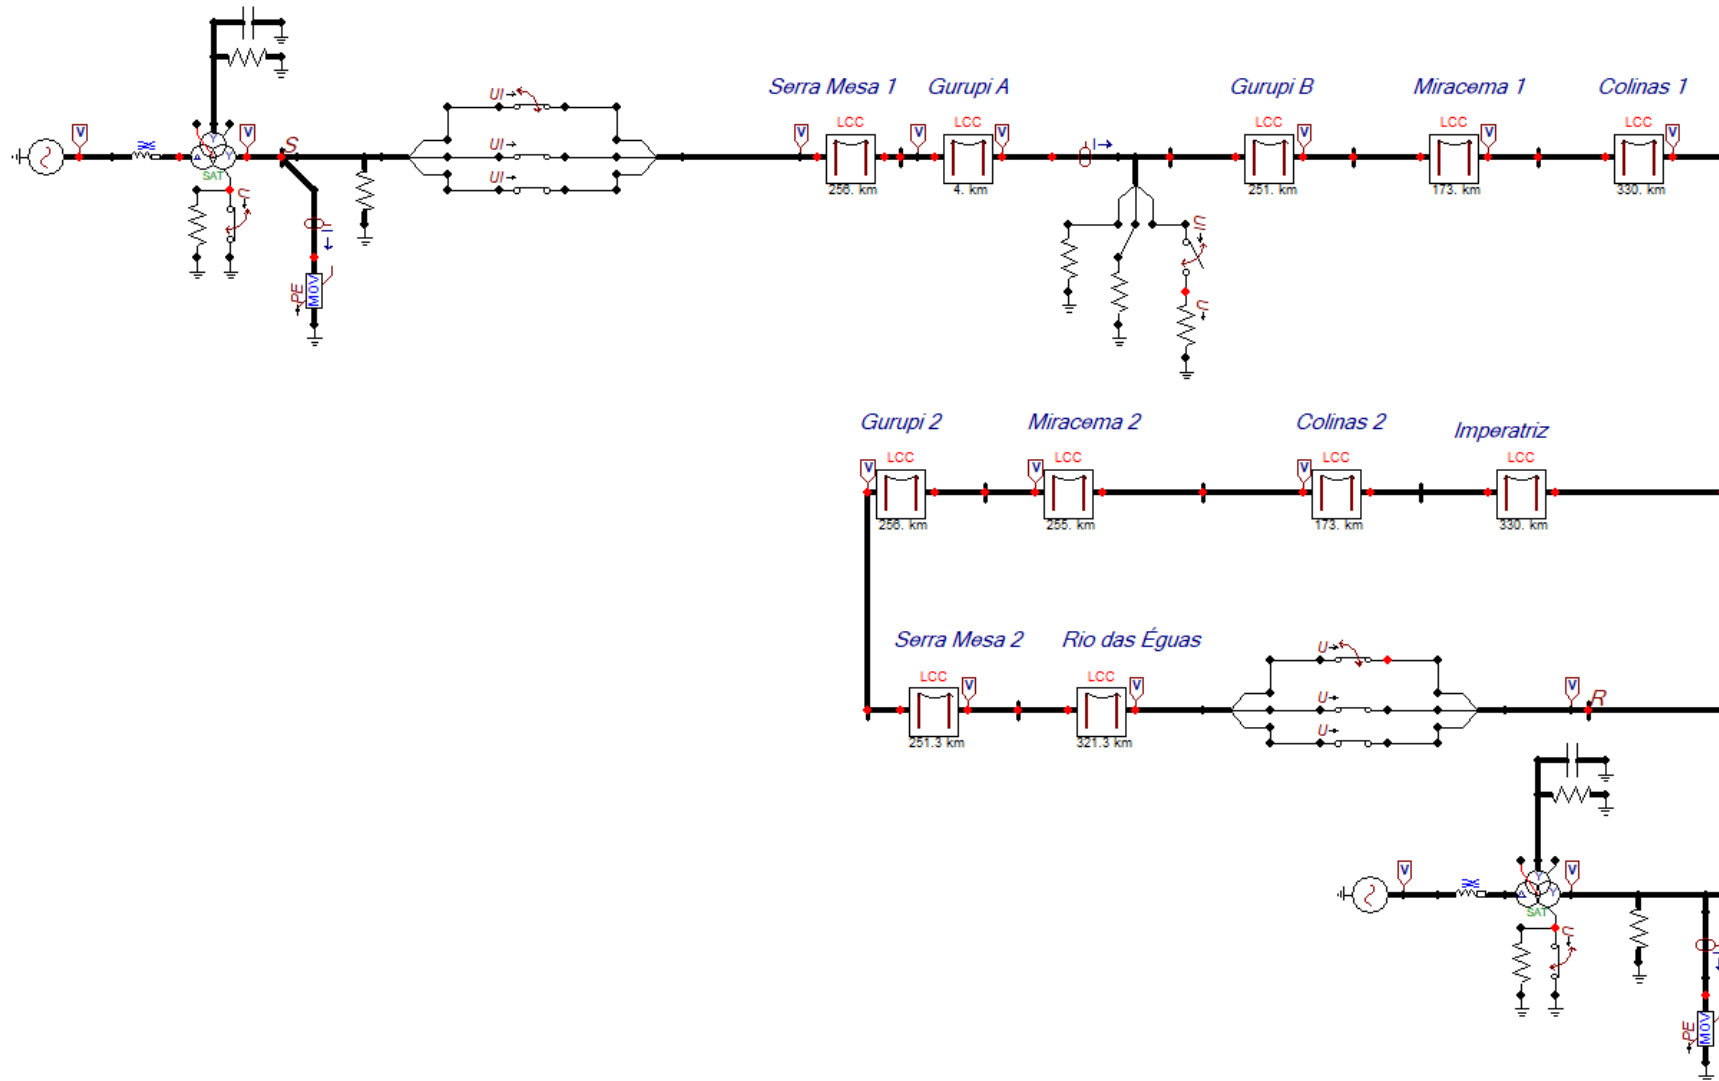 V
Y
Δ
Y
SAT
V
S
U
I
PE
MOV
UI
UI
UI
Serra Mesa 1
Gurupi A
Gurupi B
Miracema 1
Colinas 1
V
LCC
256. km
V
LCC
4. km
V
I
LCC
251. km
V
LCC
173. km
V
LCC
330. km
V
UI
U
Gurupi 2
Miracema 2
Colinas 2
Imperatriz
V
LCC
256. km
V
LCC
255. km
V
LCC
173. km
LCC
330. km
Serra Mesa 2
Rio das Éguas
LCC
251.3 km
V
LCC
321.3 km
V
U
U
U
V
R
V
Y
Δ
Y
SAT
V
U
I
PE
MOV